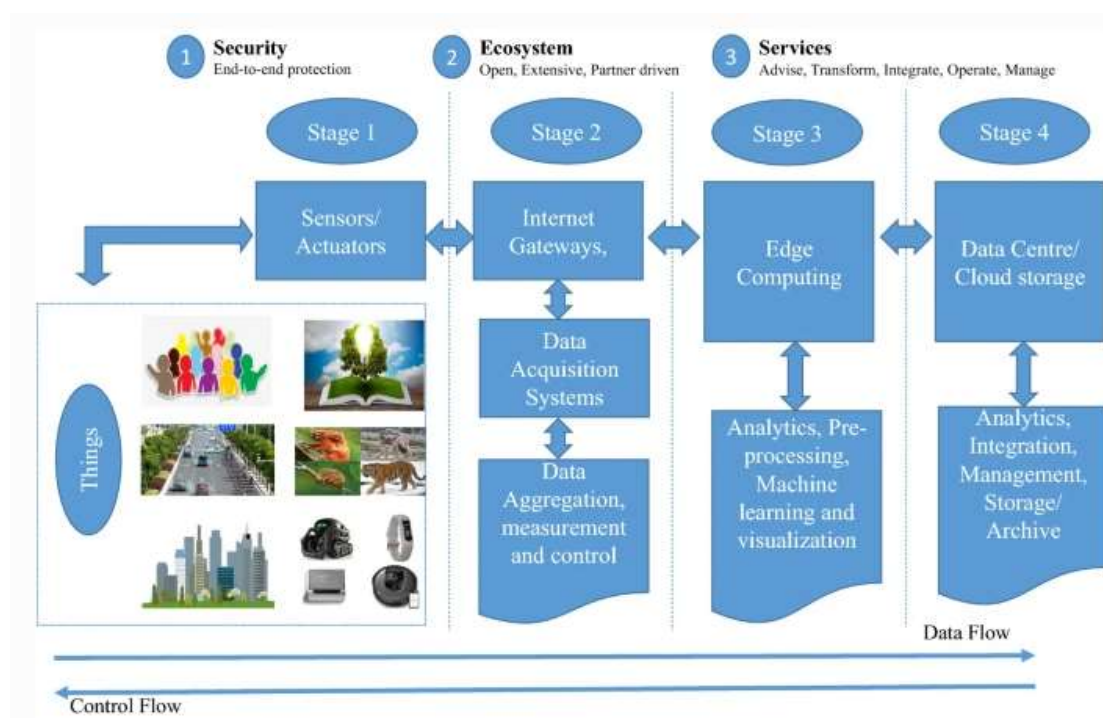 1 Security
End-to-end protection
2 Ecosystem
Open, Extensive, Partner driven
3 Services
Advise, Transform, Integrate, Operate, Manage
Stage 1
Stage 2
Stage 3
Stage 4
Sensors/
Actuators
Internet
Gateways,
Edge
Computing
Data Centre/
Cloud storage
Data
Acquisition
Systems
Things
Data
Aggregation,
measurement
and control
Analytics, Pre-
processing,
Machine
learning and
visualization
Analytics,
Integration,
Management,
Storage/
Archive
Data Flow
Control Flow